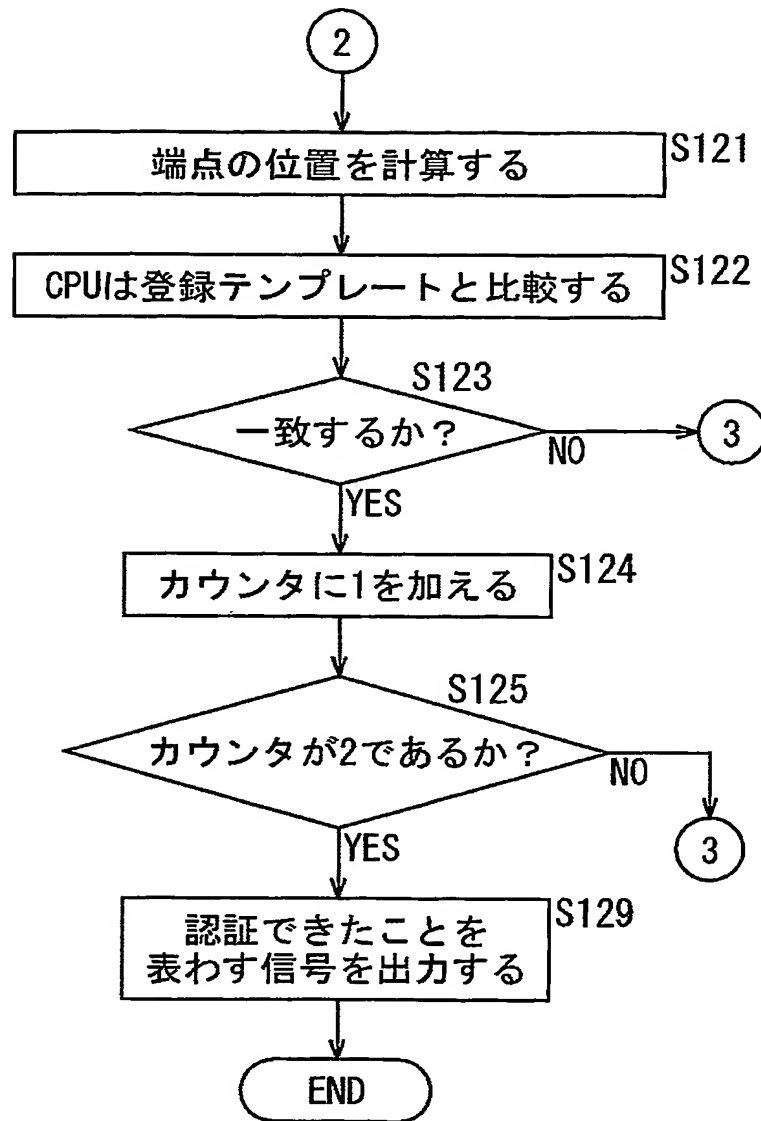 2
端点の位置を計算する
S121
CPUは登録テンプレートと比較する
S122
S123
一致するか？
NO
3
YES
カウンタに1を加える
S124
S125
カウンタが2であるか？
NO
3
YES
認証できたことを
表わす信号を出力する
S129
END